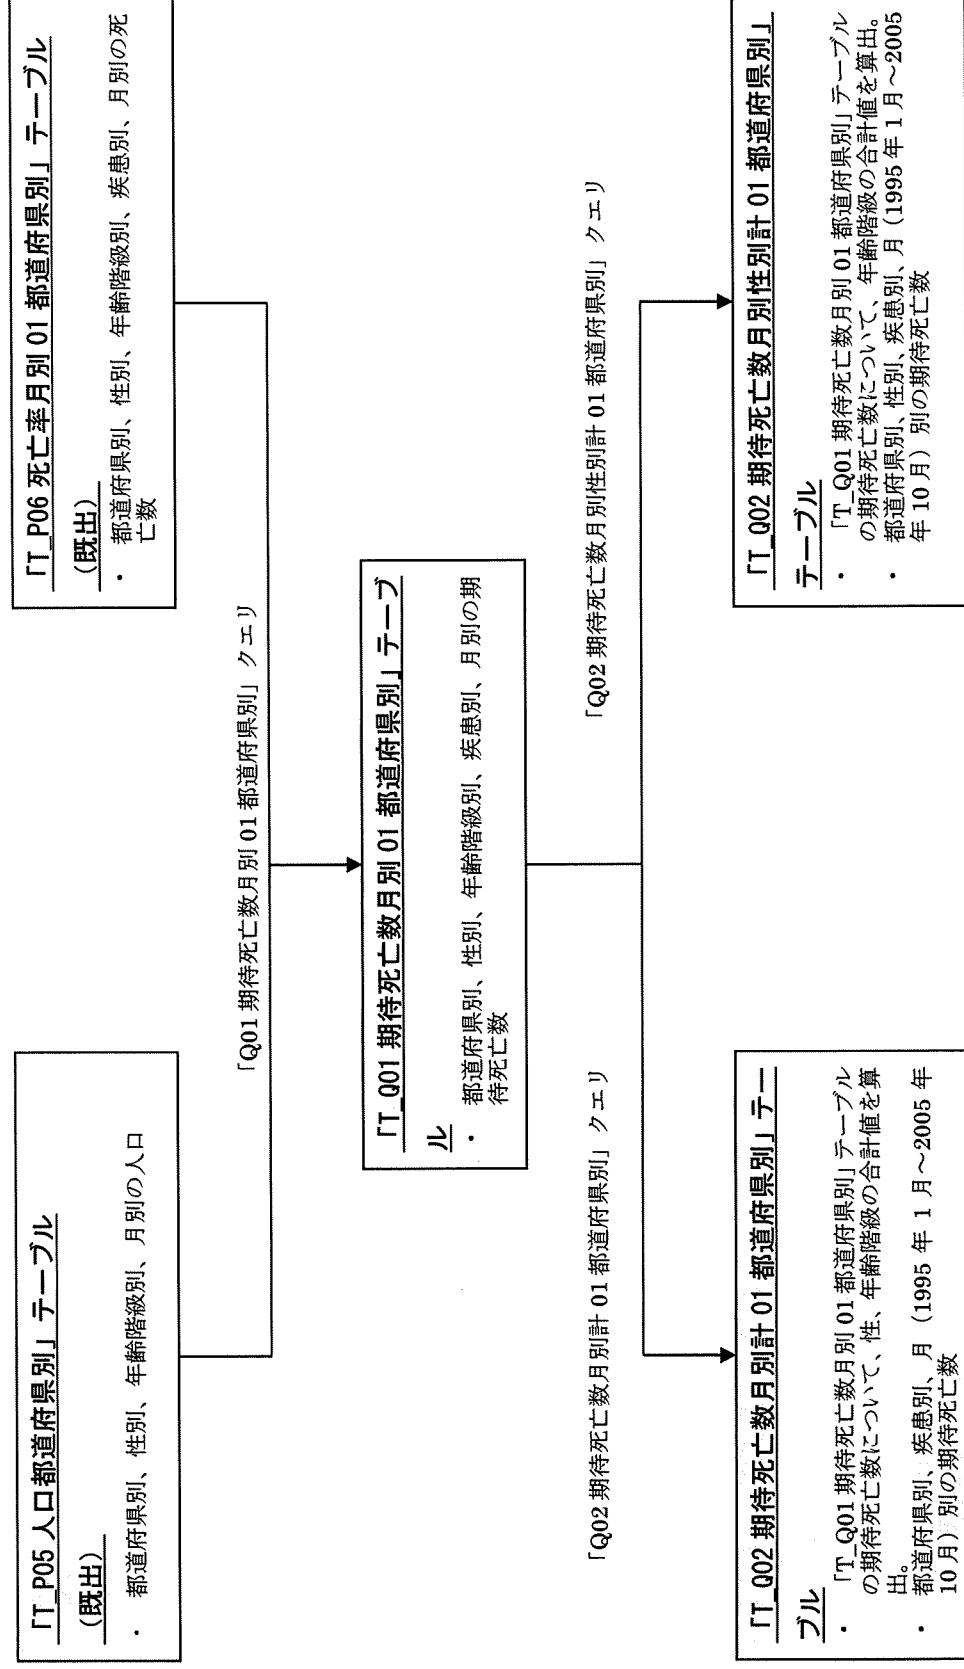 「T_P05 人口都道府県別」テーブル
（既出）
・ 都道府県別、性別、年齢階級別、月別の人口
「T_P06 死亡率月別 01 都道府県別」テーブル
（既出）
・ 都道府県別、性別、年齢階級別、疾患別、月別の死
亡数
「Q01 期待死亡数月別 01 都道府県別」クエリ
「T_Q01 期待死亡数月別 01 都道府県別」テーブ
ル
・ 都道府県別、性別、年齢階級別、疾患別、月別の期
待死亡数
「Q02 期待死亡数月別計 01 都道府県別」クエリ
「Q02 期待死亡数月別性別計 01 都道府県別」クエリ
「T_Q02 期待死亡数月別計 01 都道府県別」テー
ブル
・ 「T_Q01 期待死亡数月別 01 都道府県別」テーブル
の期待死亡数について、性、年齢階級の合計値を算
出。
・ 都道府県別、疾患別、月（1995 年 1 月～2005 年
10 月）別の期待死亡数
「T_Q02 期待死亡数月別性別計 01 都道府県別」
テーブル
・ 「T_Q01 期待死亡数月別 01 都道府県別」テーブル
の期待死亡数について、年齢階級の合計値を算出。
・ 都道府県別、性別、疾患別、月（1995 年 1 月～2005
年 10 月）別の期待死亡数